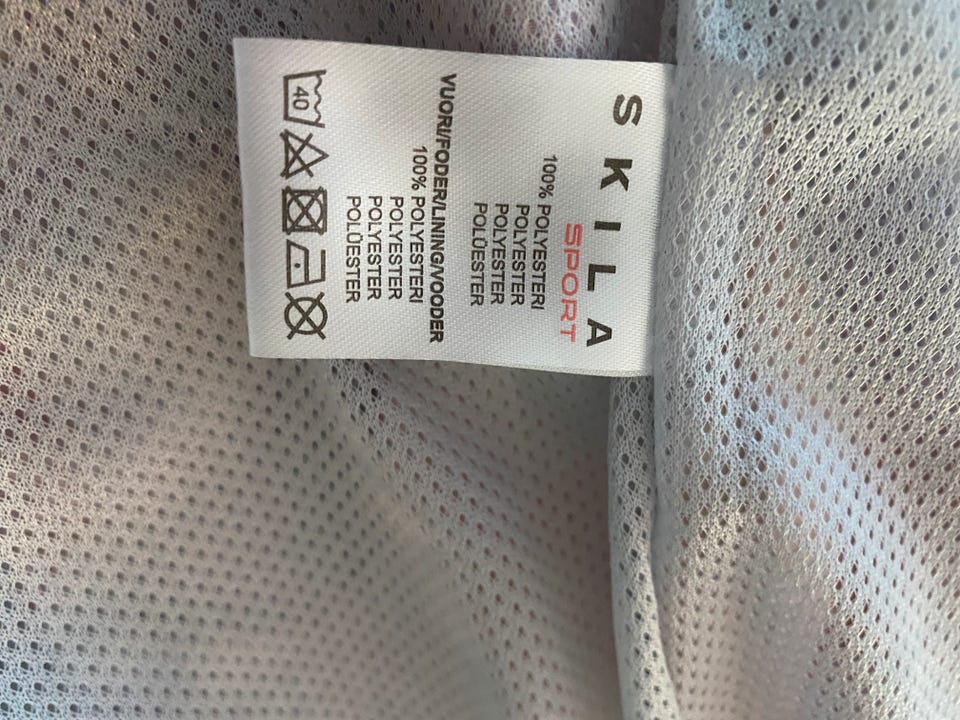 SKILA
SPORT
100% POLYESTERI
POLYESTER
POLYESTER
POLÜESTER
VUORI/FODER/LINING/VOODER
100% POLYESTERI
POLYESTER
POLYESTER
POLÜESTER
40